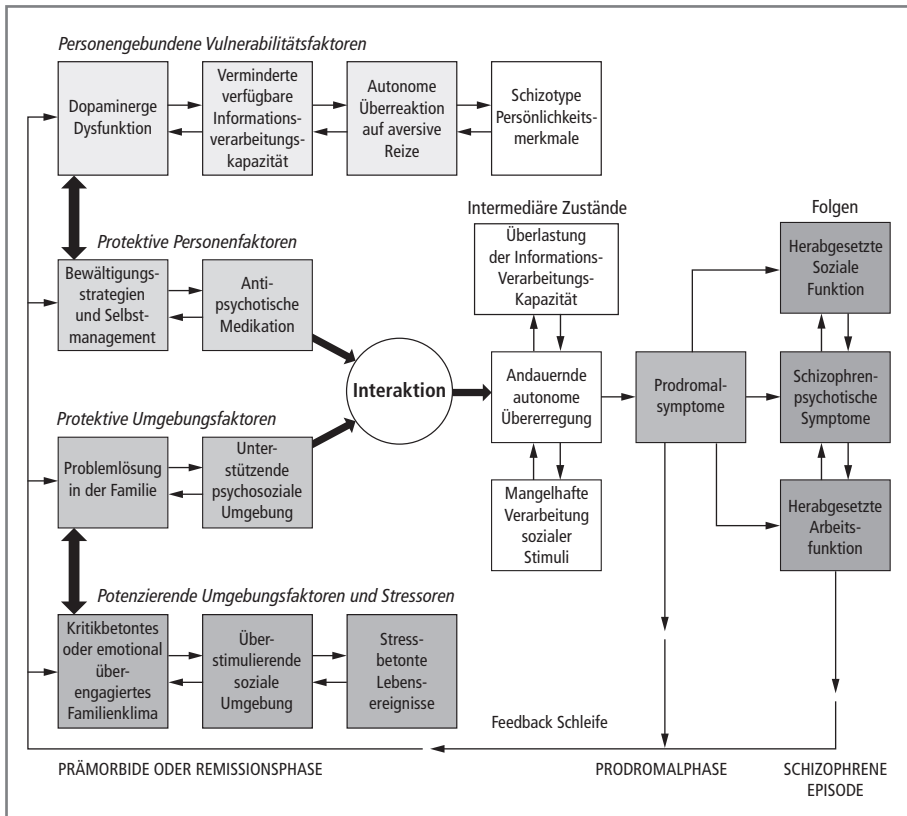 Personengebundene Vulnerabilitätsfaktoren
Dopaminerge
Dysfunktion
Verminderte
verfügbare
Informations-
verarbeitungs-
kapazität
Autonome
Überreaktion
auf aversive
Reize
Schizotype
Persönlichkeits-
merkmale
Protektive Personenfaktoren
Bewältigungs-
strategien
und Selbst-
management
Anti-
psychotische
Medikation
Interaktion
Protektive Umgebungsfaktoren
Problemlösung
in der Familie
Unter-
stützende
psychosoziale
Umgebung
Potenzierende Umgebungsfaktoren und Stressoren
Kritikbetontes
oder emotional
über-
engagiertes
Familienklima
Über-
stimulierende
soziale
Umgebung
Stress-
betonte
Lebens-
ereignisse
Intermediäre Zustände
Überlastung
der Informations-
Verarbeitungs-
Kapazität
Andauernde
autonome
Übererregung
Mangelhafte
Verarbeitung
sozialer
Stimuli
Prodromal-
symptome
Folgen
Herabgesetzte
Soziale
Funktion
Schizophren-
psychotische
Symptome
Herabgesetzte
Arbeits-
funktion
Feedback Schleife
PRÄMORBIDE ODER REMISSIONSPHASE
PRODROMALPHASE
SCHIZOPHRENE
EPISODE